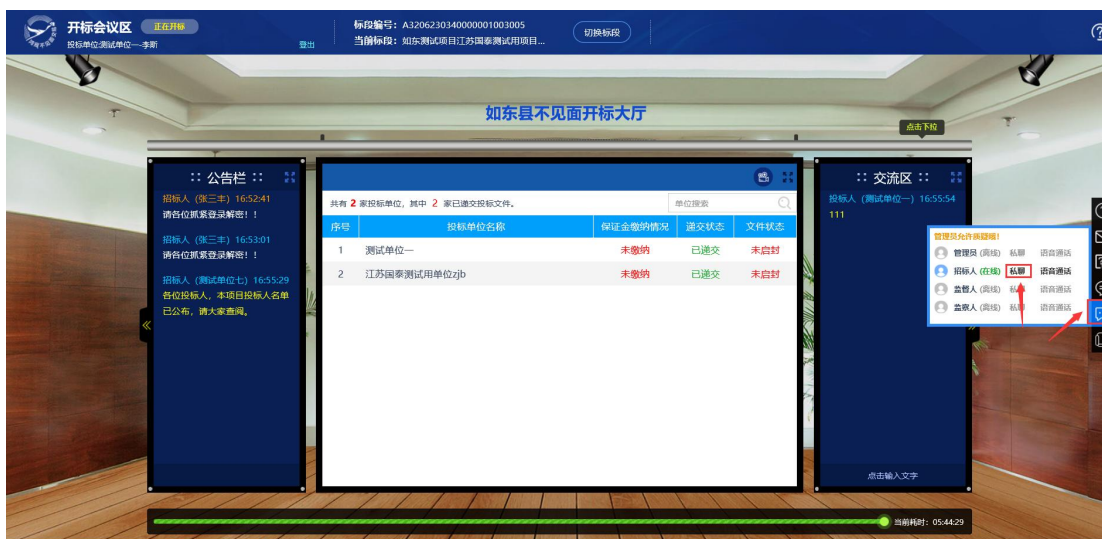 开标会议区 正在开标
投标单位:测试单位一--李斯 登出
标段编号：A3206230340000001003005
当前标段：如东测试项目江苏国泰测试用项目...
切换标段
如东县不见面开标大厅
点击下拉
:: 公告栏 ::
招标人（张三丰）16:52:41
请各位抓紧登录解密！！
招标人（张三丰）16:53:01
请各位抓紧登录解密！！
招标人（测试单位七）16:55:29
各位投标人，本项目投标人名单
已公布，请大家查阅。
共有 2 家投标单位，其中 2 家已递交投标文件。 单位搜索
序号 投标单位名称 保证金缴纳情况 递交状态 文件状态
1 测试单位一 未缴纳 已递交 未启封
2 江苏国泰测试用单位zjb 未缴纳 已递交 未启封
:: 交流区 ::
投标人（测试单位一）16:55:54
111
管理员允许质疑啦！
管理员 (离线) 私聊 语音通话
招标人 (在线) 私聊 语音通话
监督人 (离线) 私聊 语音通话
监察人 (离线) 私聊 语音通话
点击输入文字
当前耗时：05:44:29